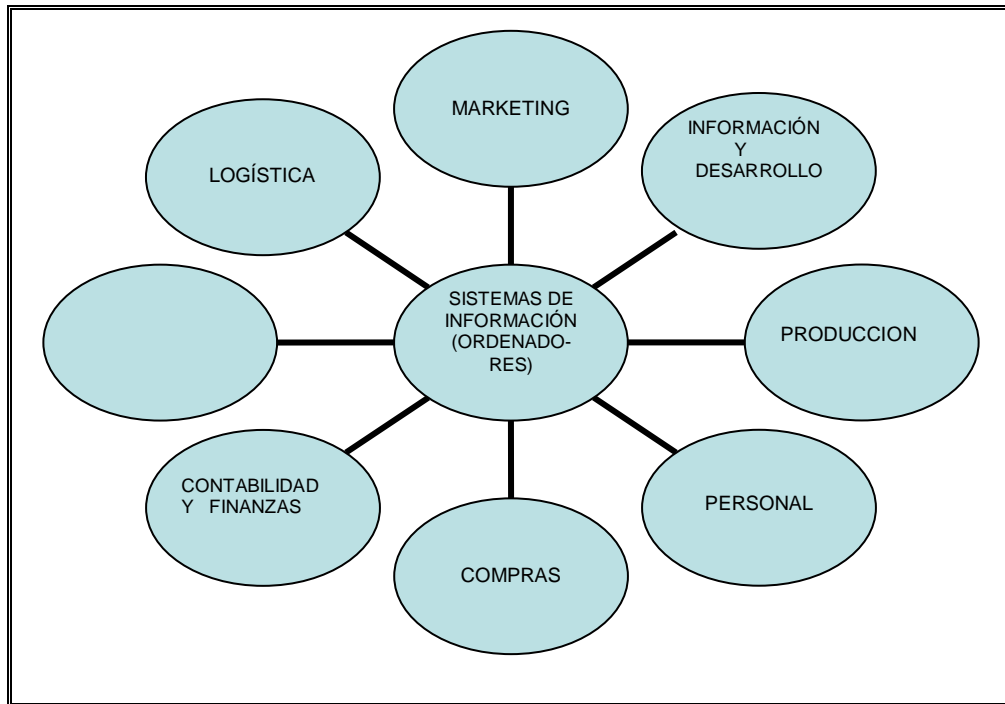 MARKETING
INFORMACIÓN
Y
DESARROLLO
LOGÍSTICA
SISTEMAS DE
INFORMACIÓN
(ORDENADO-
RES)
PRODUCCION
CONTABILIDAD
Y FINANZAS
PERSONAL
COMPRAS